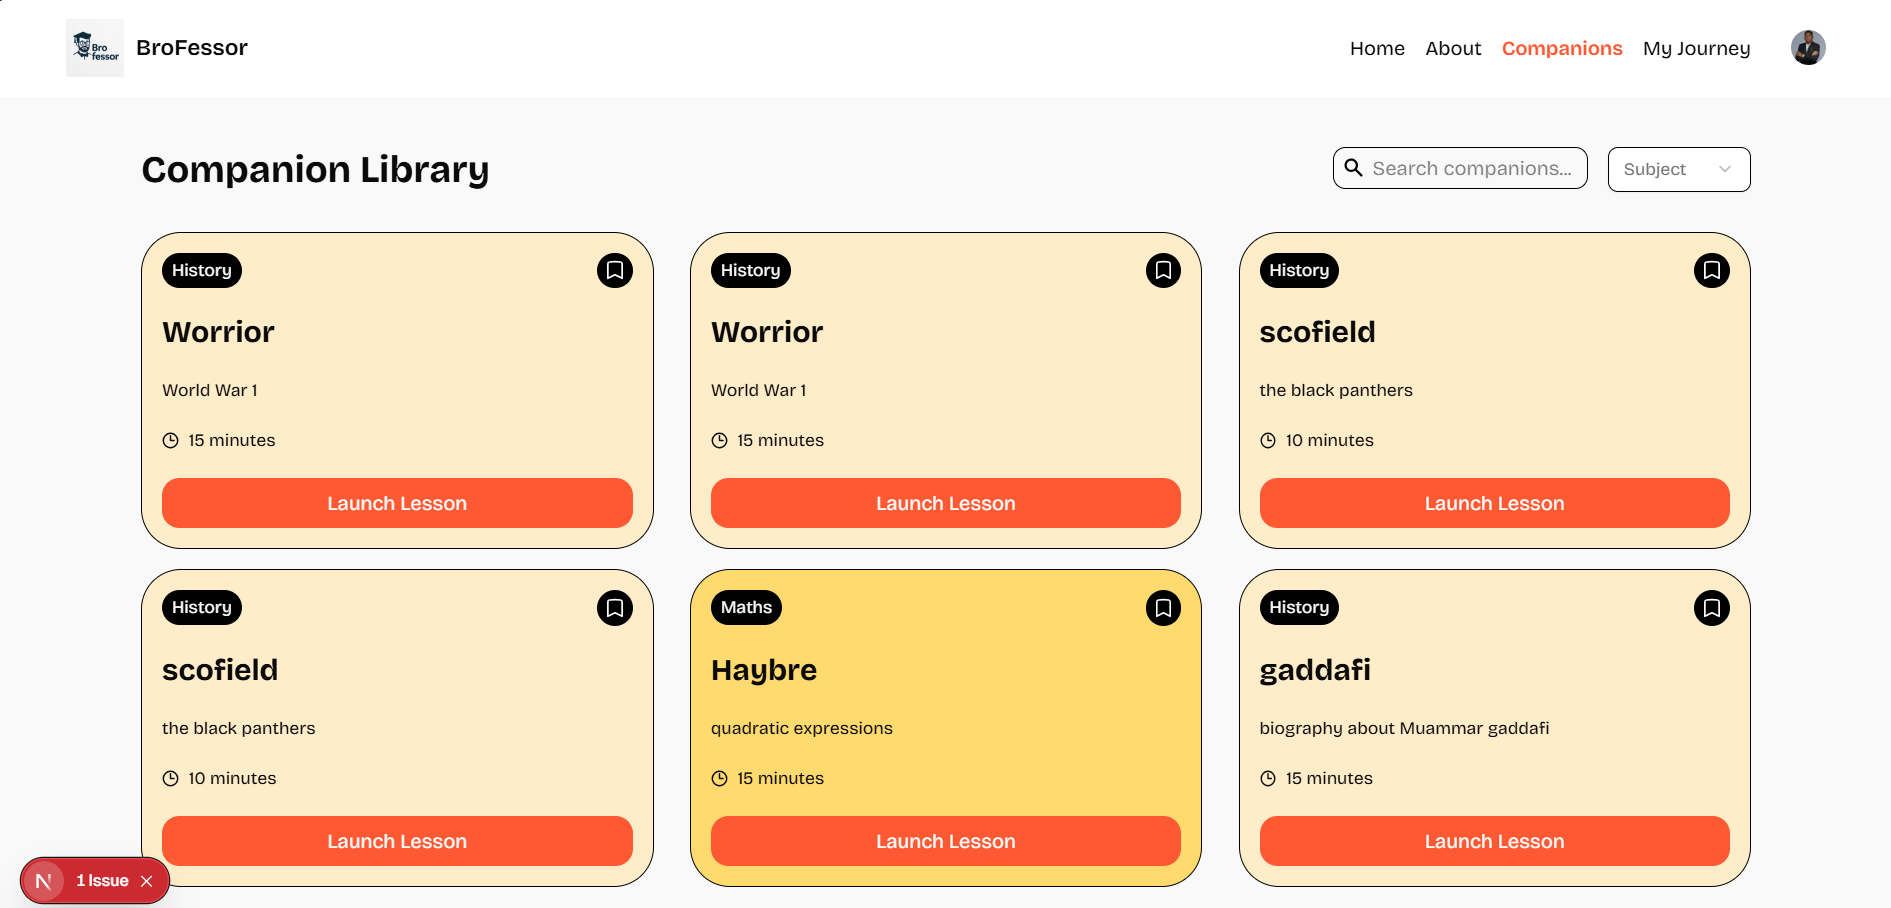 Bro
fessor
BroFessor
Home About Companions My Journey
Companion Library
Search companions...
Subject
History
Worrior
World War 1
15 minutes
Launch Lesson
History
Worrior
World War 1
15 minutes
Launch Lesson
History
scofield
the black panthers
10 minutes
Launch Lesson
History
scofield
the black panthers
10 minutes
Launch Lesson
Maths
Haybre
quadratic expressions
15 minutes
Launch Lesson
History
gaddafi
biography about Muammar gaddafi
15 minutes
Launch Lesson
N 1 Issue